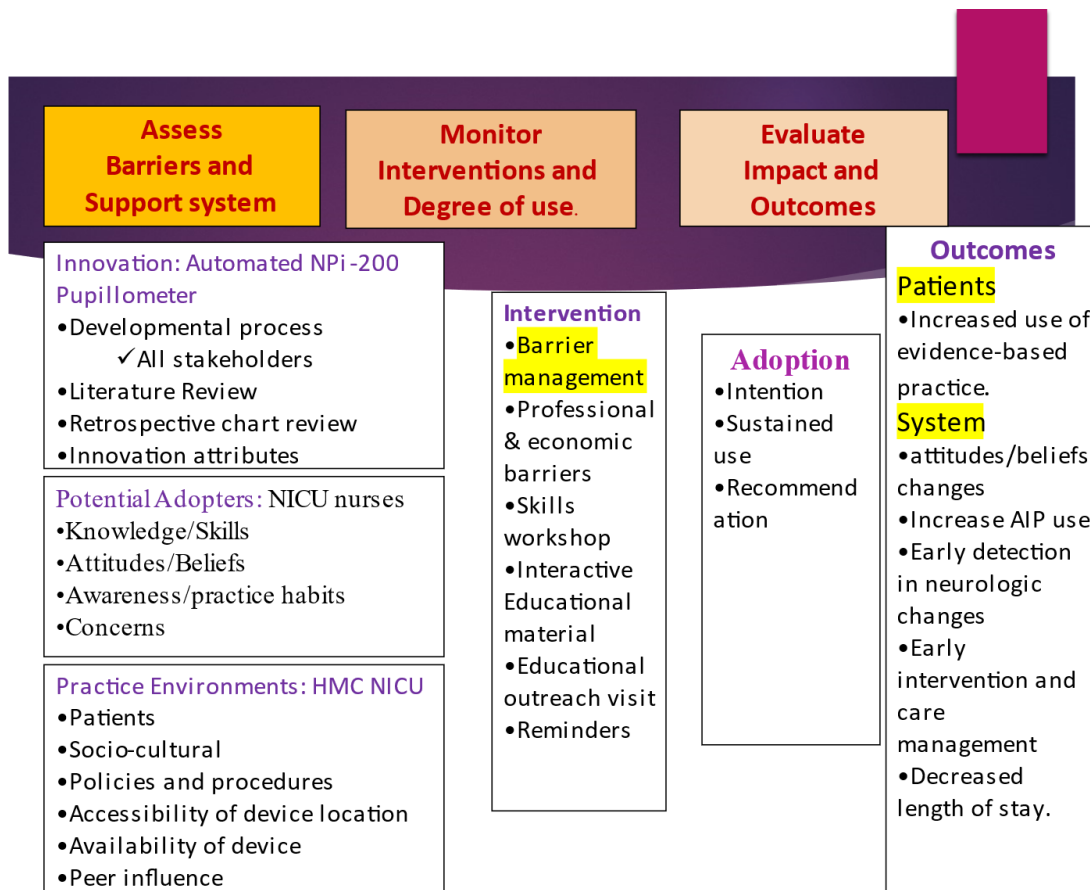 Assess
Barriers and
Support system
Monitor
Interventions and
Degree of use.
Evaluate
Impact and
Outcomes
Innovation: Automated NPi-200
Pupillometer
•Developmental process
✓All stakeholders
•Literature Review
•Retrospective chart review
•Innovation attributes
Potential Adopters: NICU nurses
•Knowledge/Skills
•Attitudes/Beliefs
•Awareness/practice habits
•Concerns
Practice Environments: HMC NICU
•Patients
•Socio-cultural
•Policies and procedures
•Accessibility of device location
•Availability of device
•Peer influence
Intervention
•Barrier
management
•Professional
& economic
barriers
•Skills
workshop
•Interactive
Educational
material
•Educational
outreach visit
•Reminders
Adoption
•Intention
•Sustained
use
•Recommend
ation
Outcomes
Patients
•Increased use of
evidence-based
practice.
System
•attitudes/beliefs
changes
•Increase AIP use
•Early detection
in neurologic
changes
•Early
intervention and
care
management
•Decreased
length of stay.